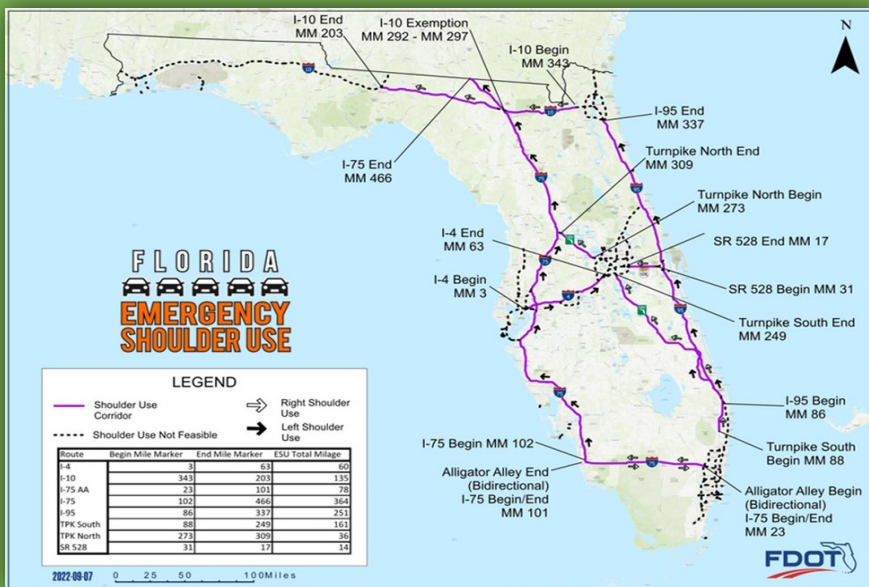 I-10 End
MM 203
I-10 Exemption
MM 292 - MM 297
I-10 Begin
MM 343
N
I-95 End
MM 337
I-75 End
MM 466
Turnpike North End
MM 309
Turnpike North Begin
MM 273
I-4 End
MM 63
SR 528 End MM 17
I-4 Begin
MM 3
SR 528 Begin MM 31
Turnpike South End
MM 249
FLORIDA
EMERGENCY
SHOULDER USE
I-95 Begin
MM 86
I-75 Begin MM 102
Turnpike South
Begin MM 88
Alligator Alley End
(Bidirectional)
I-75 Begin/End
MM 101
Alligator Alley Begin
(Bidirectional)
I-75 Begin/End
MM 23
LEGEND
Shoulder Use
Corridor
Right Shoulder
Use
Shoulder Use Not Feasible
Left Shoulder
Use
Route Begin Mile Marker End Mile Marker ESU Total Milage
I-4 3 63 60
I-10 343 203 135
I-75 AA 23 101 78
I-75 102 466 364
I-95 86 337 251
TPK South 88 249 161
TPK North 273 309 36
SR 528 31 17 14
2022-09-07 0 25 50 100 Miles
FDOT